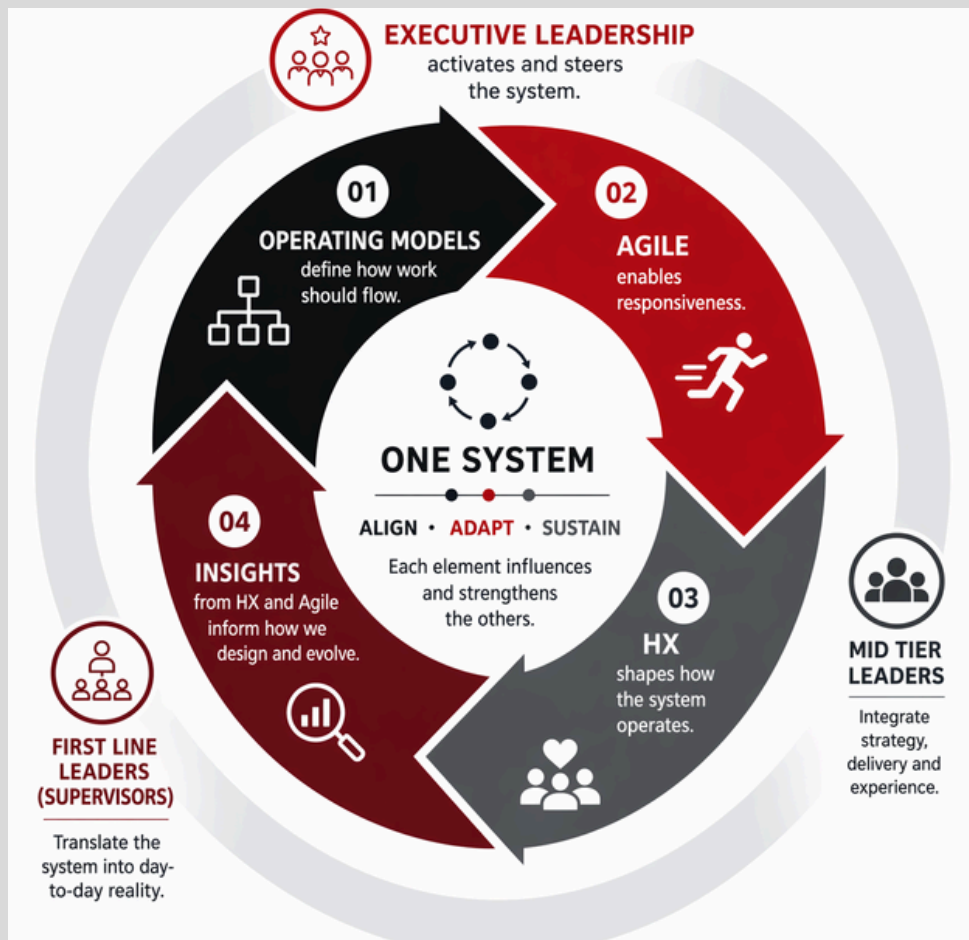 EXECUTIVE LEADERSHIP
activates and steers
the system.
01
OPERATING MODELS
define how work
should flow.
02
AGILE
enables
responsiveness.
ONE SYSTEM
ALIGN • ADAPT • SUSTAIN
Each element influences
and strengthens
the others.
03
HX
shapes how
the system
operates.
04
INSIGHTS
from HX and Agile
inform how we
design and evolve.
MID TIER
LEADERS
Integrate
strategy,
delivery and
experience.
FIRST LINE
LEADERS
(SUPERVISORS)
Translate the
system into day-
to-day reality.